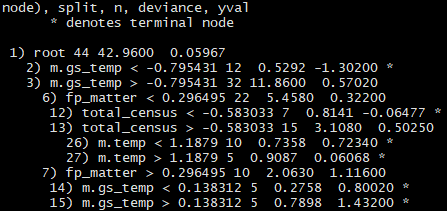 node), split, n, deviance, yval
* denotes terminal node
1) root 44 42.9600 0.05967
2) m.gs_temp < -0.795431 12 0.5292 -1.30200 *
3) m.gs_temp > -0.795431 32 11.8600 0.57020
6) fp_matter < 0.296495 22 5.4580 0.32200
12) total_census < -0.583033 7 0.8141 -0.06477 *
13) total_census > -0.583033 15 3.1080 0.50250
26) m.temp < 1.1879 10 0.7358 0.72340 *
27) m.temp > 1.1879 5 0.9087 0.06068 *
7) fp_matter > 0.296495 10 2.0630 1.11600
14) m.gs_temp < 0.138312 5 0.2758 0.80020 *
15) m.gs_temp > 0.138312 5 0.7898 1.43200 *